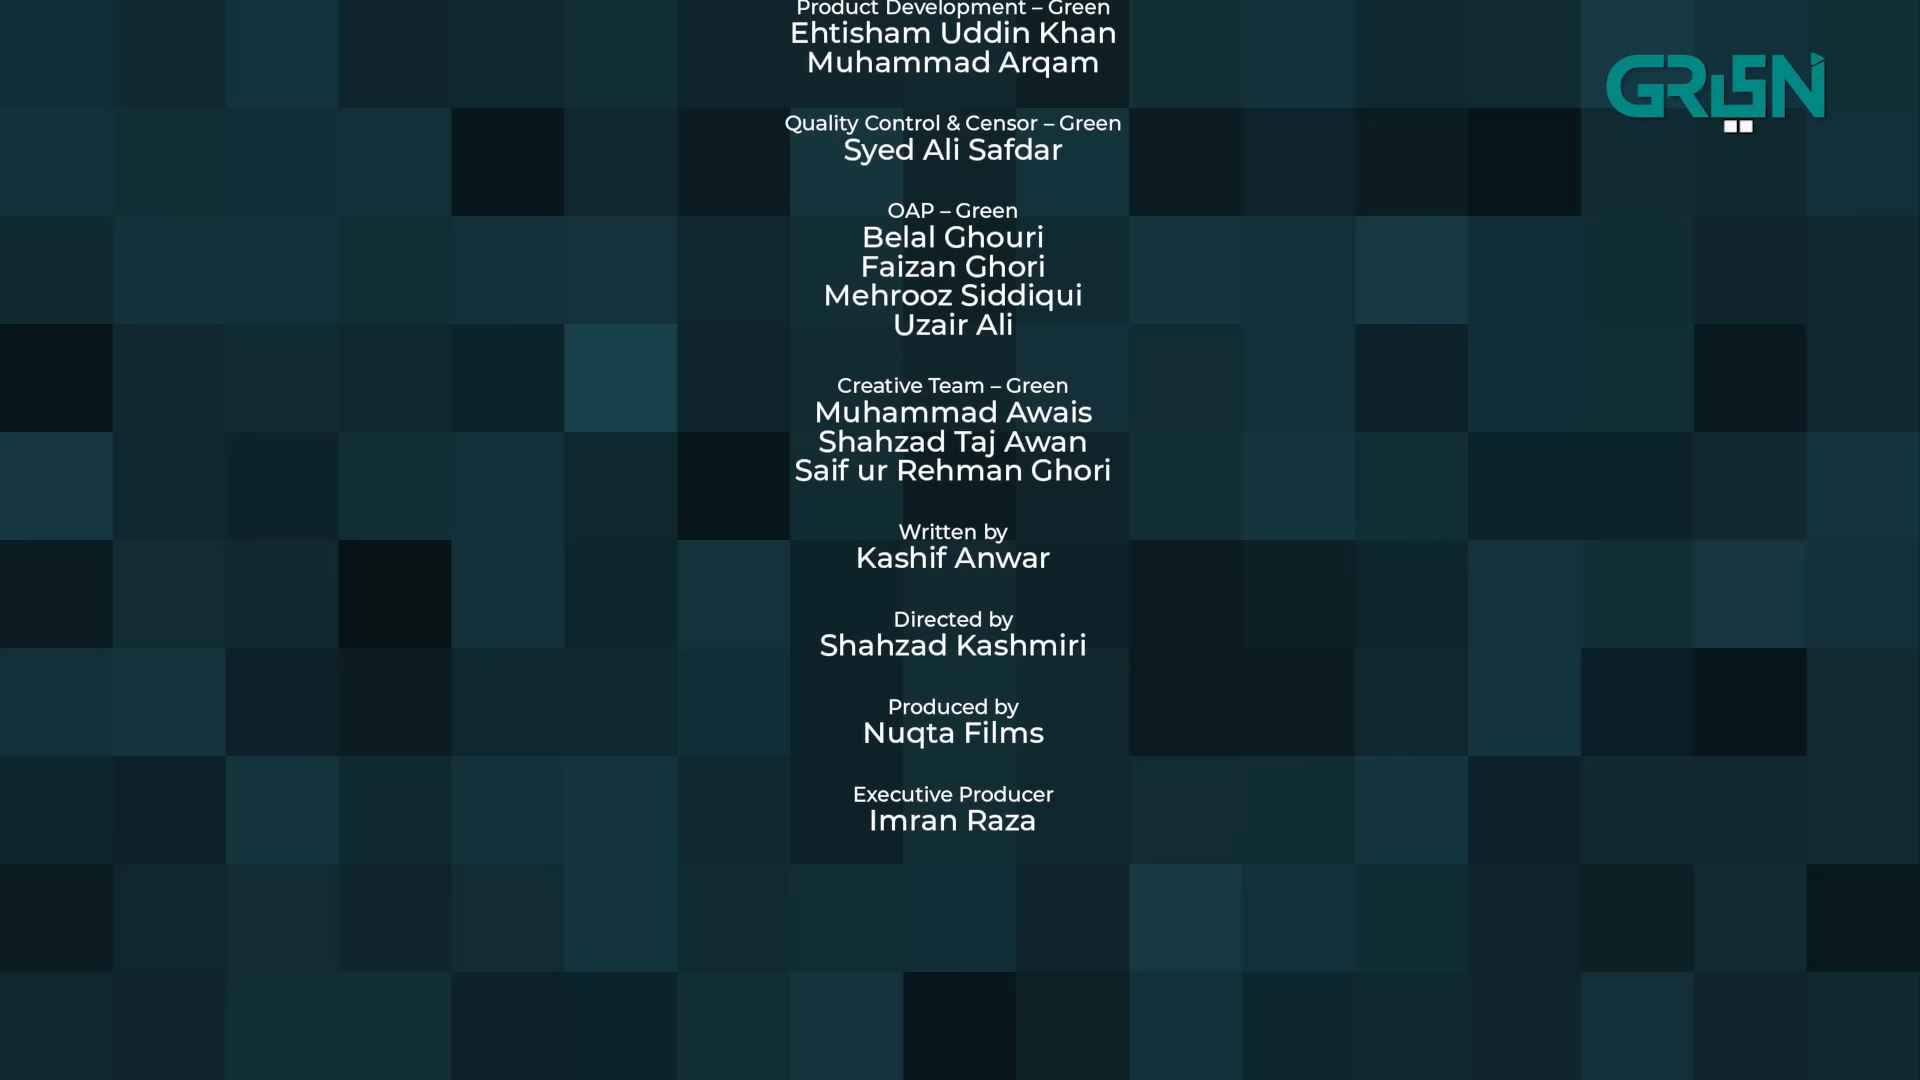 Product Development – Green
Ehtisham Uddin Khan
Muhammad Arqam
GREEN
Quality Control & Censor – Green
Syed Ali Safdar
OAP – Green
Belal Ghouri
Faizan Ghori
Mehrooz Siddiqui
Uzair Ali
Creative Team – Green
Muhammad Awais
Shahzad Taj Awan
Saif ur Rehman Ghori
Written by
Kashif Anwar
Directed by
Shahzad Kashmiri
Produced by
Nuqta Films
Executive Producer
Imran Raza